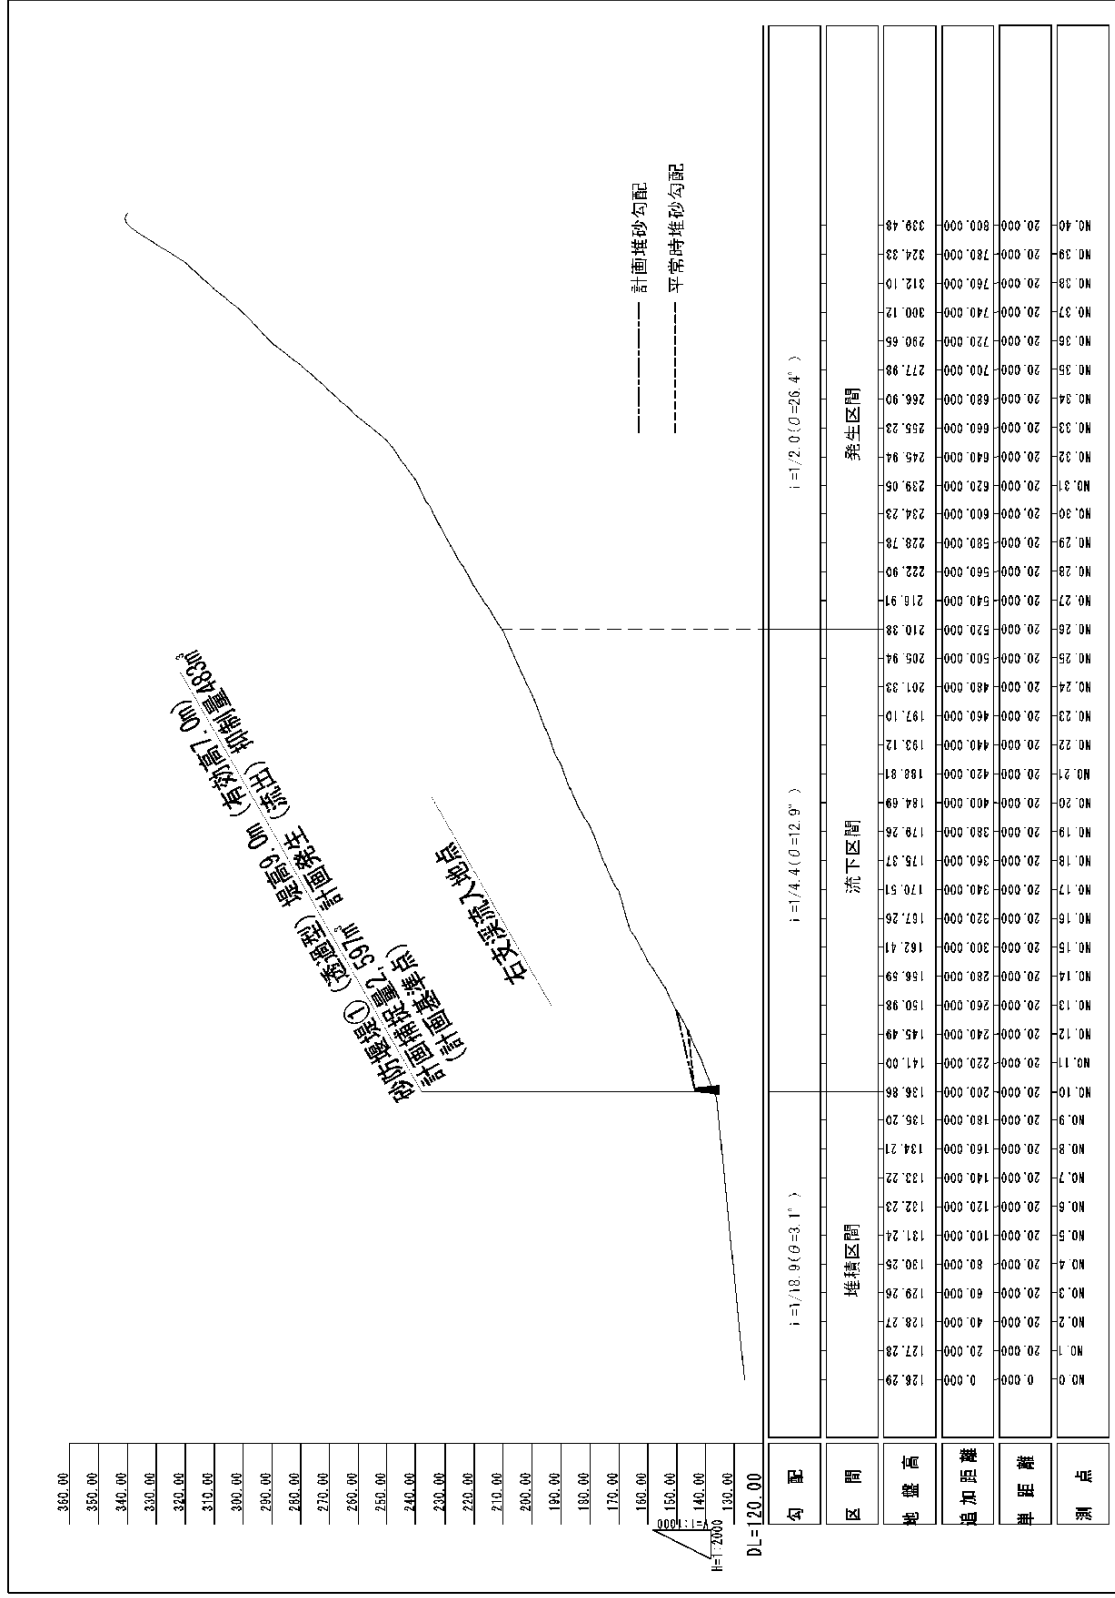 360.00
350.00
340.00
330.00
320.00
310.00
300.00
290.00
280.00
270.00
260.00
250.00
240.00
230.00
220.00
210.00
200.00
190.00
180.00
170.00
160.00
150.00
140.00
130.00
DL=120.00
V=1:1000
H=1:2000
砂防堰堤①(透過型) 堤高9.0m (有効高7.0m)
計画捕捉量2,597m³ 計画発生(流出)抑制量483m³
(計画基準点)
右支渓流入地点
計画堆砂勾配
平常時堆砂勾配
勾配 i=1/18.9(θ=3.1°) i=1/4.4(θ=12.9°) i=1/2.0(θ=26.4°)
区間 堆積区間 流下区間 発生区間
地盤高 126.29 127.28 128.27 129.26 130.25 131.24 132.23 133.22 134.21 135.20 136.86 141.00 145.49 150.98 156.59 162.41 167.26 170.51 175.37 179.26 184.69 188.81 193.12 197.10 201.33 205.94 210.38 216.91 222.90 228.78 234.23 239.05 245.94 255.23 266.90 277.98 290.65 300.12 312.10 324.33 339.48
追加距離 0.000 20.000 40.000 60.000 80.000 100.000 120.000 140.000 160.000 180.000 200.000 220.000 240.000 260.000 280.000 300.000 320.000 340.000 360.000 380.000 400.000 420.000 440.000 460.000 480.000 500.000 520.000 540.000 560.000 580.000 600.000 620.000 640.000 660.000 680.000 700.000 720.000 740.000 760.000 780.000 800.000
単距離 0.000 20.000 20.000 20.000 20.000 20.000 20.000 20.000 20.000 20.000 20.000 20.000 20.000 20.000 20.000 20.000 20.000 20.000 20.000 20.000 20.000 20.000 20.000 20.000 20.000 20.000 20.000 20.000 20.000 20.000 20.000 20.000 20.000 20.000 20.000 20.000 20.000 20.000 20.000 20.000 20.000
測点 NO.0 NO.1 NO.2 NO.3 NO.4 NO.5 NO.6 NO.7 NO.8 NO.9 NO.10 NO.11 NO.12 NO.13 NO.14 NO.15 NO.16 NO.17 NO.18 NO.19 NO.20 NO.21 NO.22 NO.23 NO.24 NO.25 NO.26 NO.27 NO.28 NO.29 NO.30 NO.31 NO.32 NO.33 NO.34 NO.35 NO.36 NO.37 NO.38 NO.39 NO.40